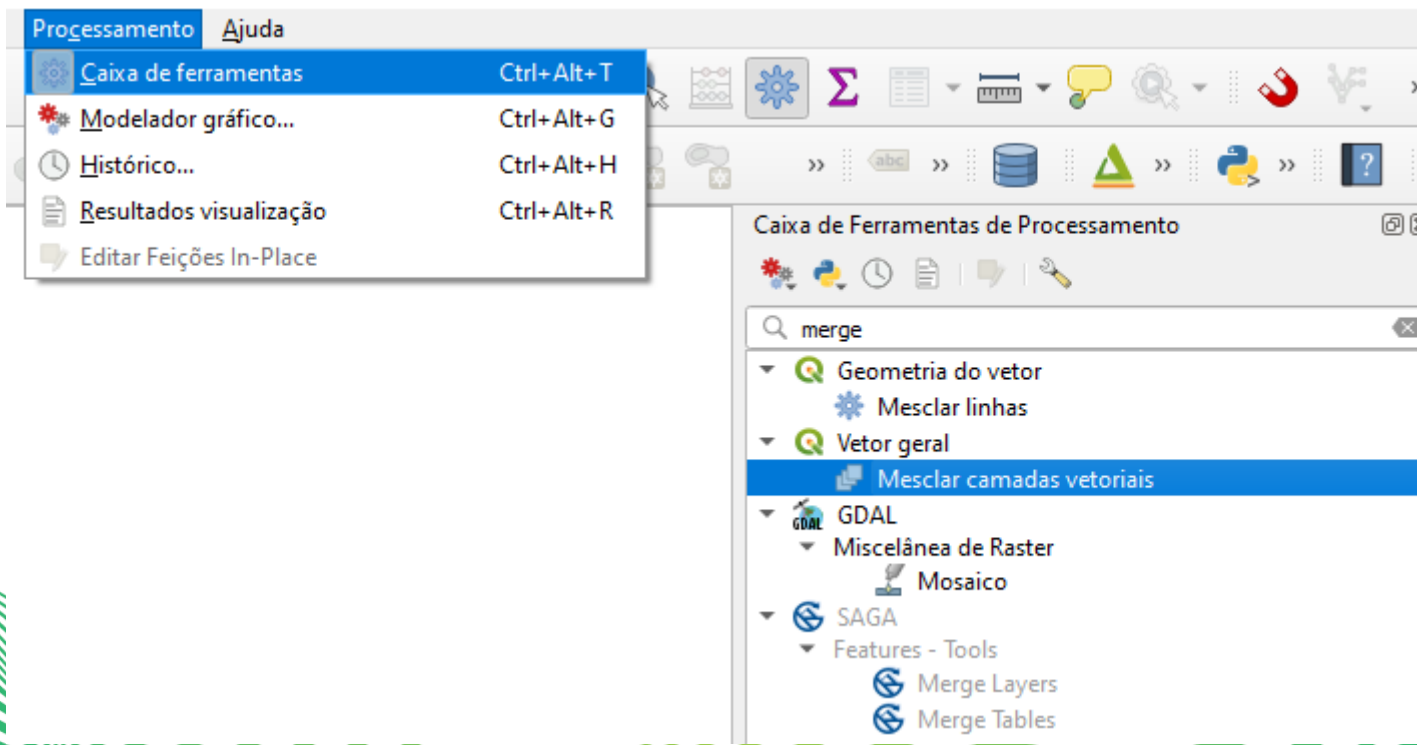 Processamento Ajuda
Caixa de ferramentas Ctrl+Alt+T
Modelador gráfico... Ctrl+Alt+G
Histórico... Ctrl+Alt+H
Resultados visualização Ctrl+Alt+R
Editar Feições In-Place
abc
Caixa de Ferramentas de Processamento
merge
Geometria do vetor
Mesclar linhas
Vetor geral
Mesclar camadas vetoriais
GDAL GDAL
Miscelânea de Raster
Mosaico
SAGA
Features - Tools
Merge Layers
Merge Tables